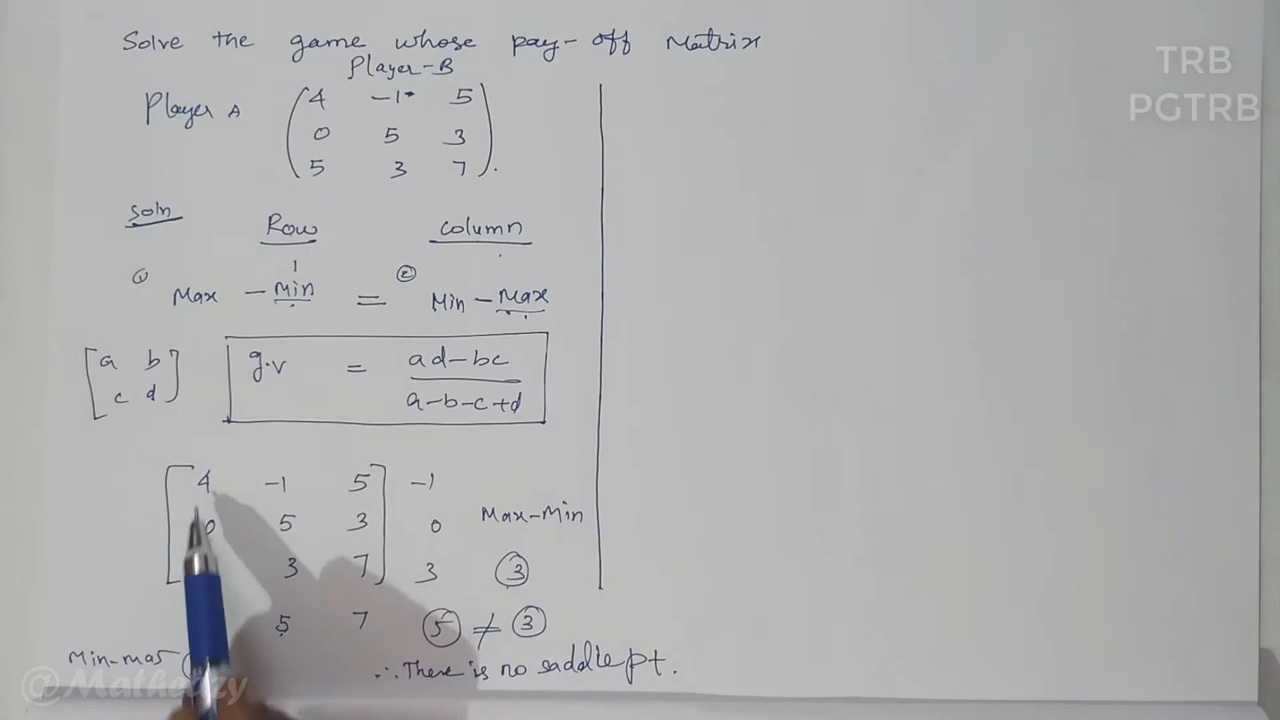 Solve the game whose pay-off Matrix
Player-B
Player A
4 -1 5
0 5 3
5 3 7
Soln
Row column
① Max - Min = ② Min - Max
[a b
c d]
g.v = ad-bc / a-b-c+d
4 -1 5 -1
0 5 3 0 Max-Min
3 7 3 ③
5 7 ⑤ ≠ ③
Min-max
∴ There is no saddle pt.
TRB
PGTRB